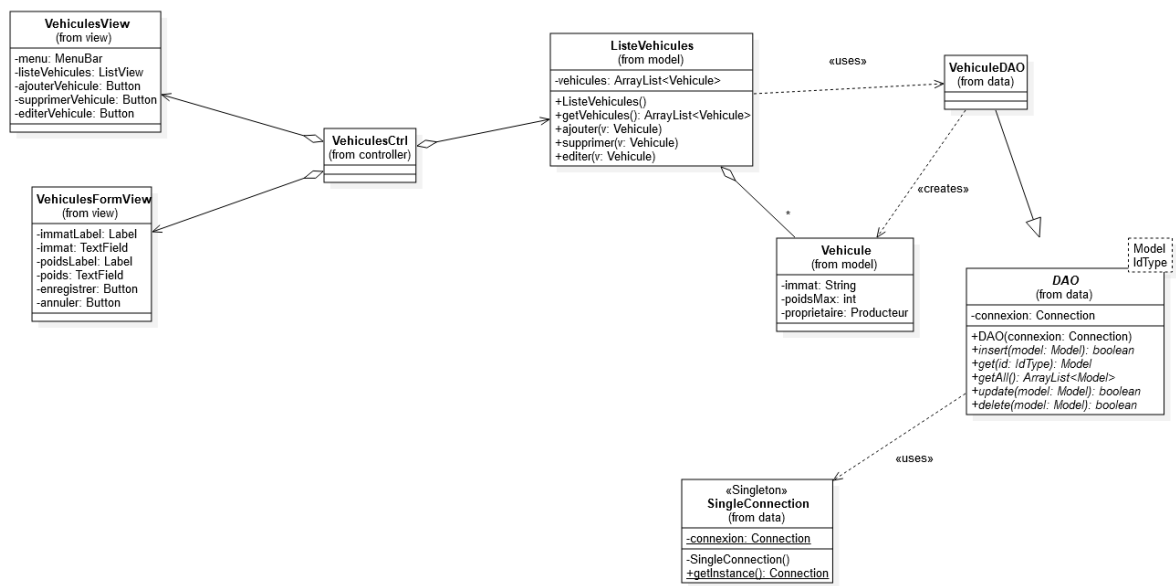 VehiculesView
(from view)
-menu: MenuBar
-listeVehicules: ListView
-ajouterVehicule: Button
-supprimerVehicule: Button
-editerVehicule: Button
VehiculesFormView
(from view)
-immatLabel: Label
-immat: TextField
-poidsLabel: Label
-poids: TextField
-enregistrer: Button
-annuler: Button
VehiculesCtrl
(from controller)
ListeVehicules
(from model)
-vehicules: ArrayList<Vehicule>
+ListeVehicules()
+getVehicules(): ArrayList<Vehicule>
+ajouter(v: Vehicule)
+supprimer(v: Vehicule)
+editer(v: Vehicule)
«uses»
VehiculeDAO
(from data)
«creates»
*
Vehicule
(from model)
-immat: String
-poidsMax: int
-proprietaire: Producteur
Model
IdType
DAO
(from data)
-connexion: Connection
+DAO(connexion: Connection)
+insert(model: Model): boolean
+get(id: IdType): Model
+getAll(): ArrayList<Model>
+update(model: Model): boolean
+delete(model: Model): boolean
«uses»
«Singleton»
SingleConnection
(from data)
-connexion: Connection
-SingleConnection()
+getInstance(): Connection